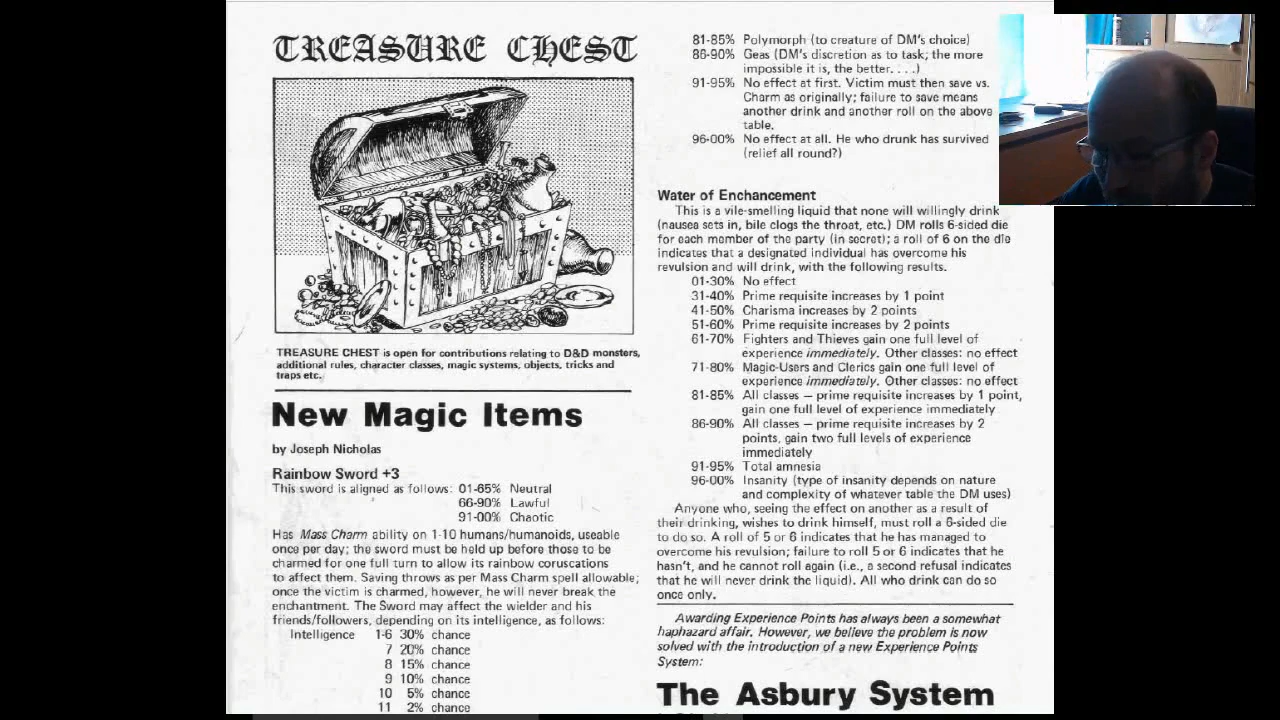 TREASURE CHEST
TREASURE CHEST is open for contributions relating to D&D monsters,
additional rules, character classes, magic systems, objects, tricks and
traps etc.
New Magic Items
by Joseph Nicholas
Rainbow Sword +3
This sword is aligned as follows: 01-65% Neutral
66-90% Lawful
91-00% Chaotic
Has Mass Charm ability on 1-10 humans/humanoids, useable
once per day; the sword must be held up before those to be
charmed for one full turn to allow its rainbow coruscations
to affect them. Saving throws as per Mass Charm spell allowable;
once the victim is charmed, however, he will never break the
enchantment. The Sword may affect the wielder and his
friends/followers, depending on its intelligence, as follows:
Intelligence 1-6 30% chance
7 20% chance
8 15% chance
9 10% chance
10 5% chance
11 2% chance
81-85% Polymorph (to creature of DM's choice)
86-90% Geas (DM's discretion as to task; the more
impossible it is, the better. . . .)
91-95% No effect at first. Victim must then save vs.
Charm as originally; failure to save means
another drink and another roll on the above
table.
96-00% No effect at all. He who drunk has survived
(relief all round?)
Water of Enchancement
This is a vile-smelling liquid that none will willingly drink
(nausea sets in, bile clogs the throat, etc.) DM rolls 6-sided die
for each member of the party (in secret); a roll of 6 on the die
indicates that a designated individual has overcome his
revulsion and will drink, with the following results.
01-30% No effect
31-40% Prime requisite increases by 1 point
41-50% Charisma increases by 2 points
51-60% Prime requisite increases by 2 points
61-70% Fighters and Thieves gain one full level of
experience immediately. Other classes: no effect
71-80% Magic-Users and Clerics gain one full level of
experience immediately. Other classes: no effect
81-85% All classes — prime requisite increases by 1 point,
gain one full level of experience immediately
86-90% All classes — prime requisite increases by 2
points, gain two full levels of experience
immediately
91-95% Total amnesia
96-00% Insanity (type of insanity depends on nature
and complexity of whatever table the DM uses)
Anyone who, seeing the effect on another as a result of
their drinking, wishes to drink himself, must roll a 6-sided die
to do so. A roll of 5 or 6 indicates that he has managed to
overcome his revulsion; failure to roll 5 or 6 indicates that he
hasn't, and he cannot roll again (i.e., a second refusal indicates
that he will never drink the liquid). All who drink can do so
once only.
Awarding Experience Points has always been a somewhat
haphazard affair. However, we believe the problem is now
solved with the introduction of a new Experience Points
System:
The Asbury System